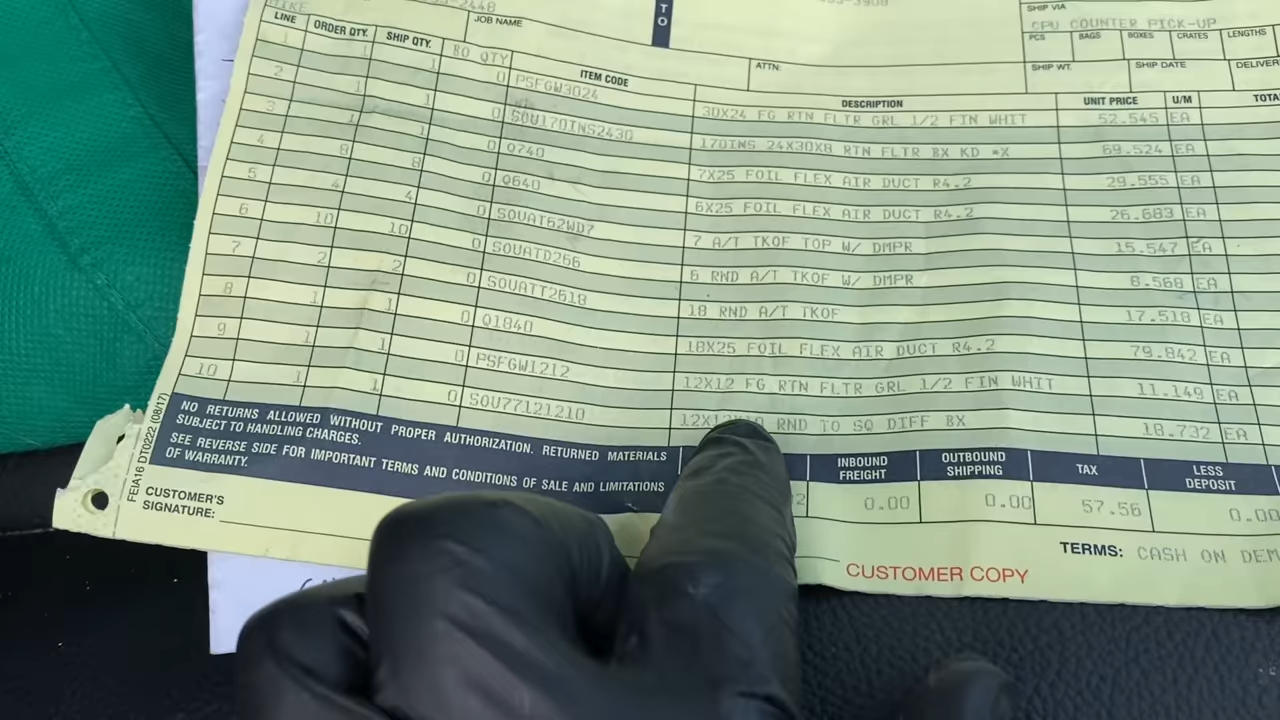 MIKE
JOB NAME
TO
SHIP VIA
CPU COUNTER PICK-UP
PCS BAGS BOXES CRATES LENGTHS
ATTN:
SHIP WT. SHIP DATE
LINE ORDER QTY. SHIP QTY. BO QTY ITEM CODE DESCRIPTION UNIT PRICE U/M
1 1 1 0 PSFGW3024 30X24 FG RTN FLTR GRL 1/2 FIN WHIT 52.545 EA
2 1 1 0 SOU170INS2430 170INS 24X30X8 RTN FLTR BX KD *X 69.524 EA
3 1 1 0 Q740 7X25 FOIL FLEX AIR DUCT R4.2 29.555 EA
4 8 8 0 Q640 6X25 FOIL FLEX AIR DUCT R4.2 26.683 EA
5 4 4 0 SOUAT62WD7 7 A/T TKOF TOP W/ DMPR 15.547 EA
6 10 10 0 SOUATD266 6 RND A/T TKOF W/ DMPR 8.568 EA
7 2 2 0 SOUATT2618 18 RND A/T TKOF 17.518 EA
8 1 1 0 Q1840 18X25 FOIL FLEX AIR DUCT R4.2 79.842 EA
9 1 1 0 PSFGW1212 12X12 FG RTN FLTR GRL 1/2 FIN WHIT 11.149 EA
10 1 1 0 SOU77121210 RND TO SQ DIFF BX 18.732 EA
NO RETURNS ALLOWED WITHOUT PROPER AUTHORIZATION. RETURNED MATERIALS
SUBJECT TO HANDLING CHARGES.
SEE REVERSE SIDE FOR IMPORTANT TERMS AND CONDITIONS OF SALE AND LIMITATIONS
OF WARRANTY.
INBOUND FREIGHT OUTBOUND SHIPPING TAX LESS DEPOSIT
0.00 0.00 57.56 0.00
FEIA16 DT0222 (08/17)
CUSTOMER'S
SIGNATURE:
TERMS: CASH ON
CUSTOMER COPY